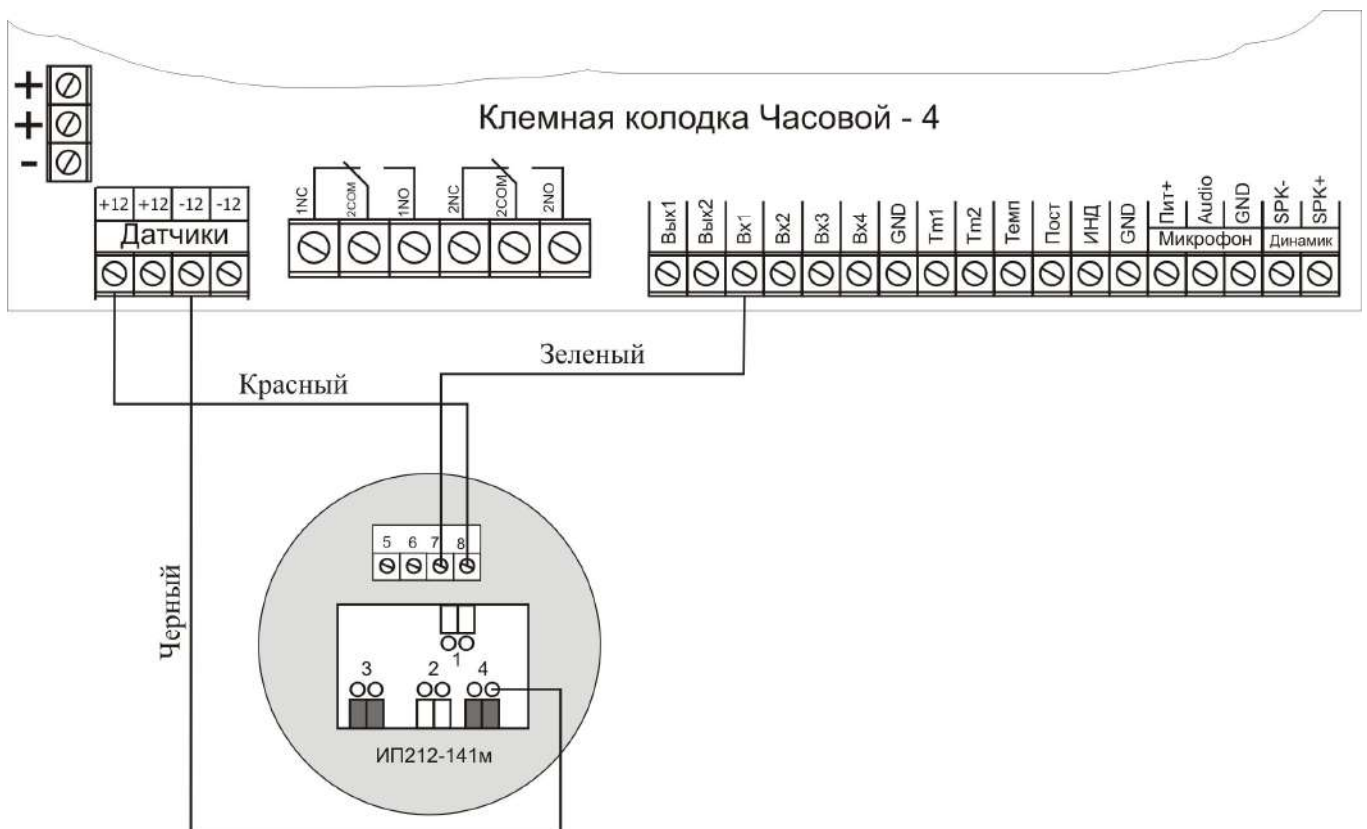 +
+
-
Клемная колодка Часовой - 4
+12 +12 -12 -12
Датчики
1NC 2COM 1NO 2NC 2COM 2NO
Вых1 Вых2 Вх1 Вх2 Вх3 Вх4 GND Tm1 Tm2 Темп Пост ИНД GND Пит+ Audio GND SPK- SPK+
Микрофон Динамик
Зеленый
Красный
Черный
5 6 7 8
1
3 2 4
ИП212-141м